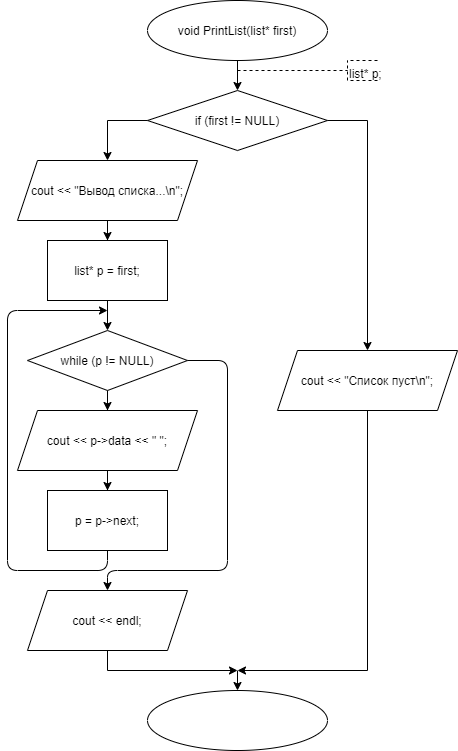 void PrintList(list* first)
list* p;
if (first != NULL)
cout << "Вывод списка...\n";
list* p = first;
while (p != NULL)
cout << "Список пуст\n";
cout << p->data << " ";
p = p->next;
cout << endl;